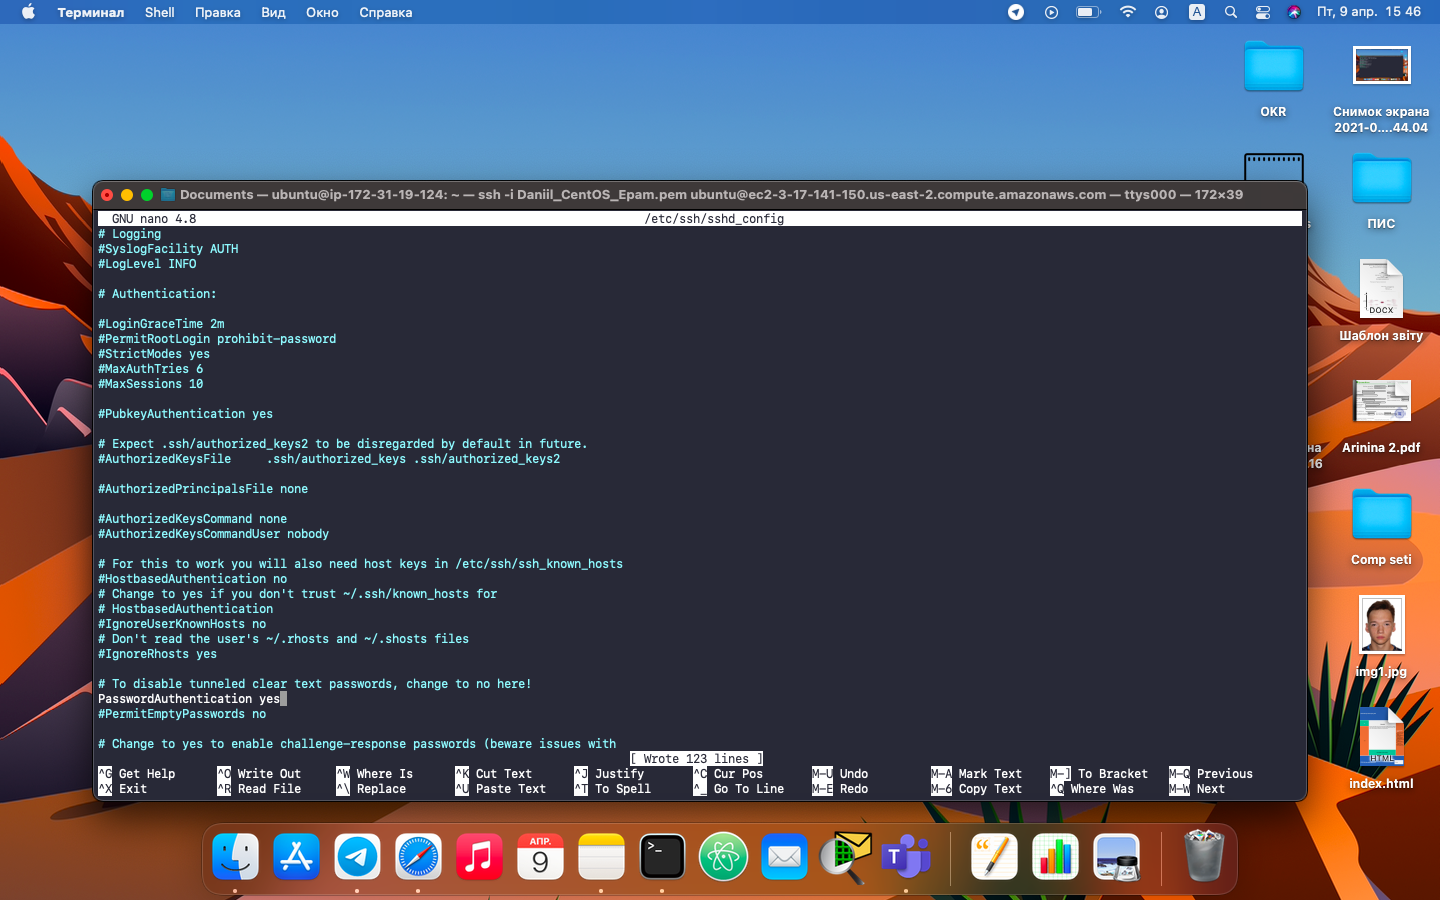 Терминал Shell Правка Вид Окно Справка
A Пт, 9 апр. 15 46
OKR
Снимок экрана
2021-0....44.04
ПИС
DOCX
Шаблон звіту
на
16
Arinina 2.pdf
Comp seti
img1.jpg
HTML
index.html
Documents — ubuntu@ip-172-31-19-124: ~ — ssh -i Daniil_CentOS_Epam.pem ubuntu@ec2-3-17-141-150.us-east-2.compute.amazonaws.com — ttys000 — 172×39
GNU nano 4.8 /etc/ssh/sshd_config
# Logging
#SyslogFacility AUTH
#LogLevel INFO
# Authentication:
#LoginGraceTime 2m
#PermitRootLogin prohibit-password
#StrictModes yes
#MaxAuthTries 6
#MaxSessions 10
#PubkeyAuthentication yes
# Expect .ssh/authorized_keys2 to be disregarded by default in future.
#AuthorizedKeysFile .ssh/authorized_keys .ssh/authorized_keys2
#AuthorizedPrincipalsFile none
#AuthorizedKeysCommand none
#AuthorizedKeysCommandUser nobody
# For this to work you will also need host keys in /etc/ssh/ssh_known_hosts
#HostbasedAuthentication no
# Change to yes if you don't trust ~/.ssh/known_hosts for
# HostbasedAuthentication
#IgnoreUserKnownHosts no
# Don't read the user's ~/.rhosts and ~/.shosts files
#IgnoreRhosts yes
# To disable tunneled clear text passwords, change to no here!
PasswordAuthentication yes
#PermitEmptyPasswords no
# Change to yes to enable challenge-response passwords (beware issues with
[ Wrote 123 lines ]
^G Get Help ^O Write Out ^W Where Is ^K Cut Text ^J Justify ^C Cur Pos M-U Undo M-A Mark Text M-] To Bracket M-Q Previous
^X Exit ^R Read File ^\ Replace ^U Paste Text ^T To Spell ^_ Go To Line M-E Redo M-6 Copy Text ^Q Where Was M-W Next
АПР.
9
>_
T